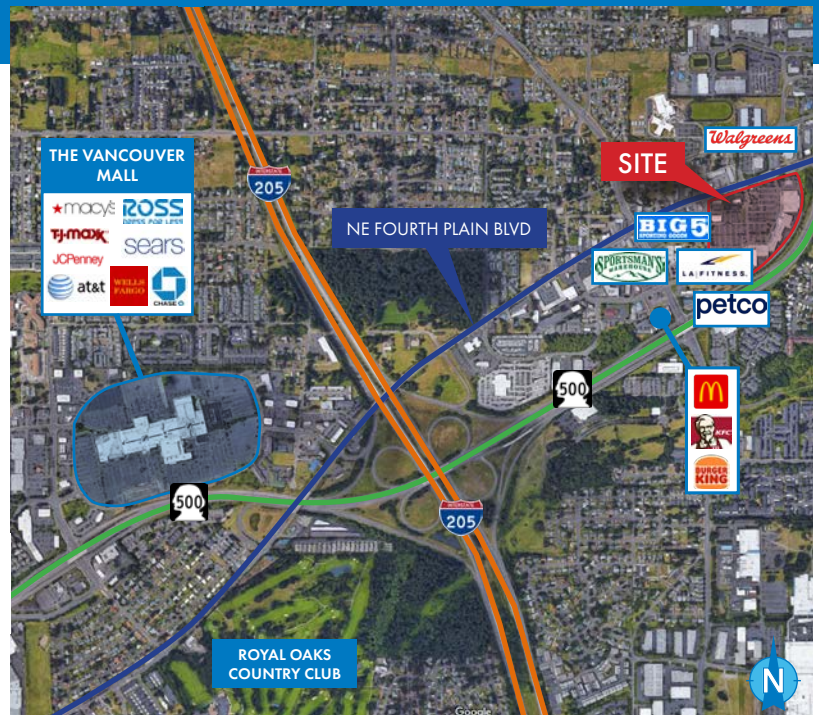 THE VANCOUVER
MALL
macy's
ROSS
DRESS FOR LESS
T.J.maxx
sears
JCPenney
at&t
WELLS
FARGO
CHASE
INTERSTATE
205
NE FOURTH PLAIN BLVD
Walgreens
SITE
BIG 5
SPORTING GOODS
SPORTSMAN'S
WAREHOUSE
LA FITNESS.
petco
500
KFC
BURGER
KING
500
INTERSTATE
205
ROYAL OAKS
COUNTRY CLUB
N
Google